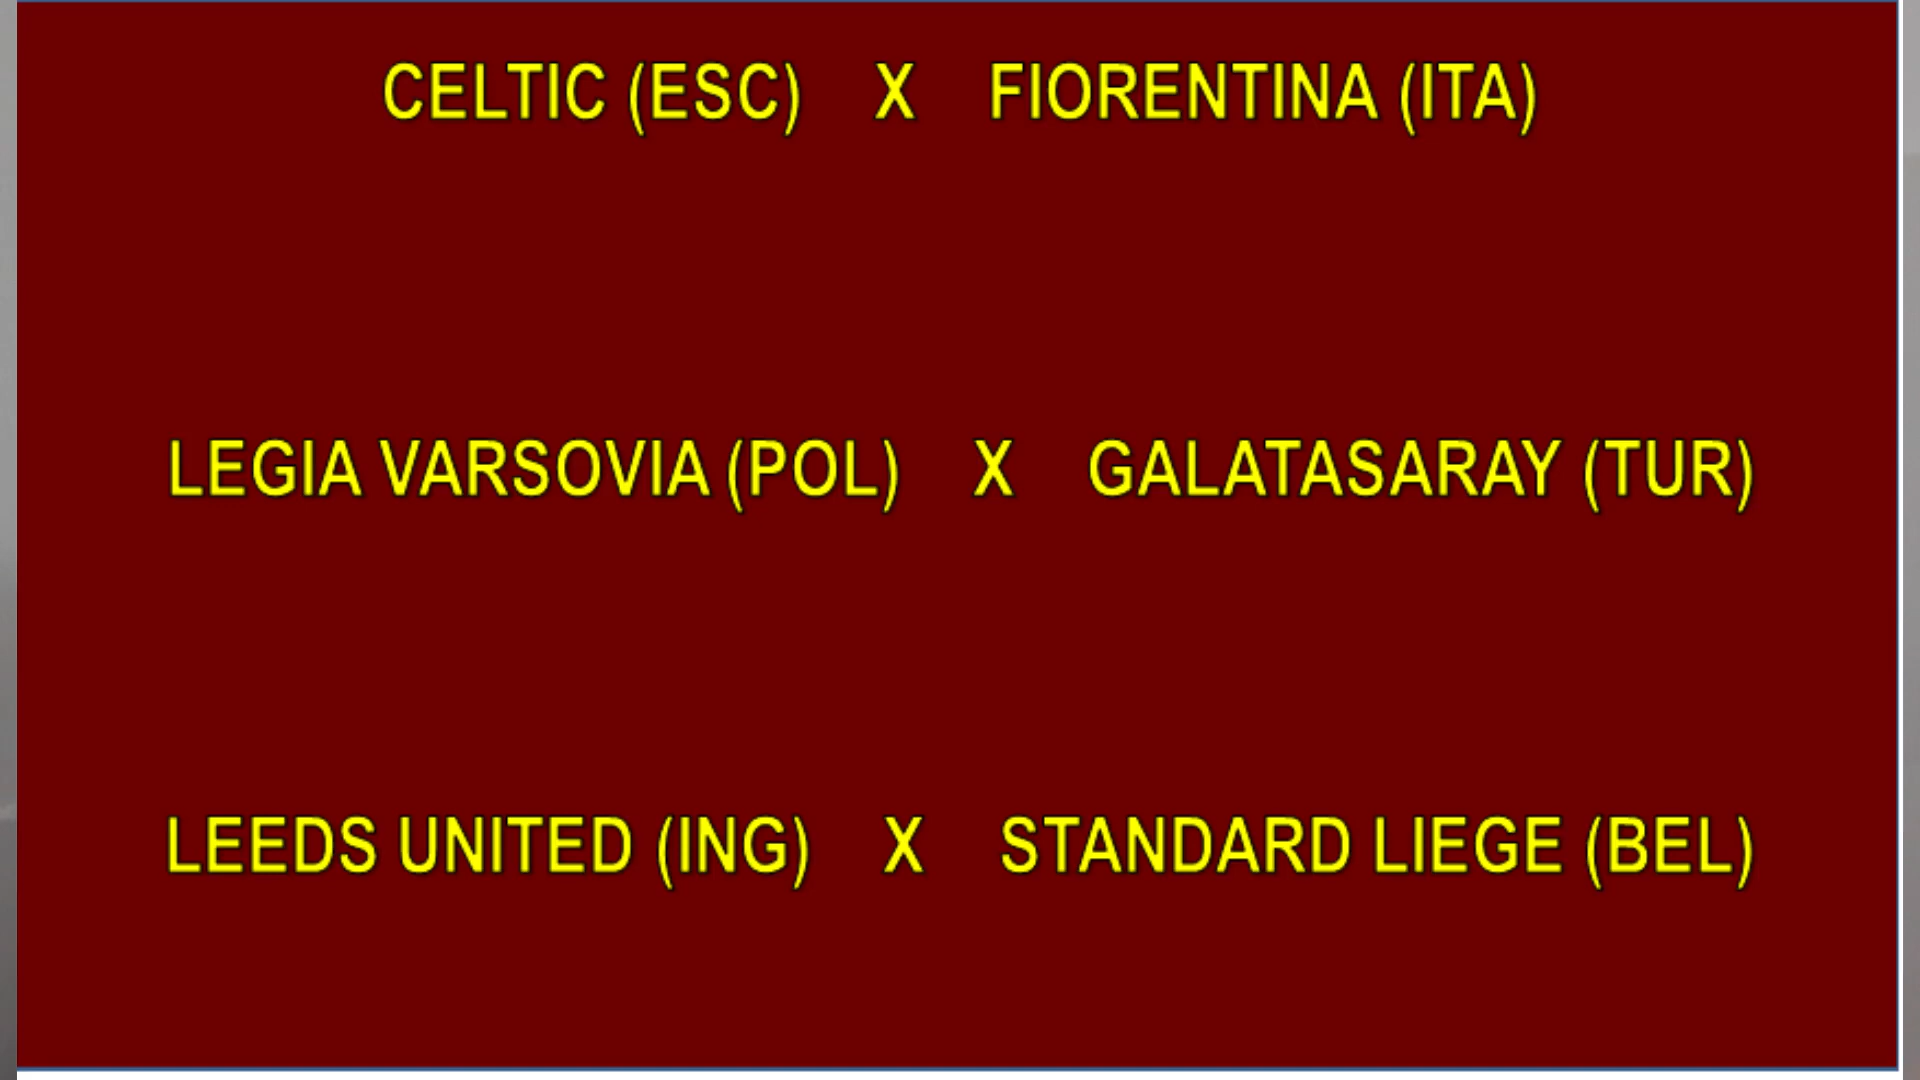 CELTIC (ESC) X FIORENTINA (ITA)
LEGIA VARSOVIA (POL) X GALATASARAY (TUR)
LEEDS UNITED (ING) X STANDARD LIEGE (BEL)